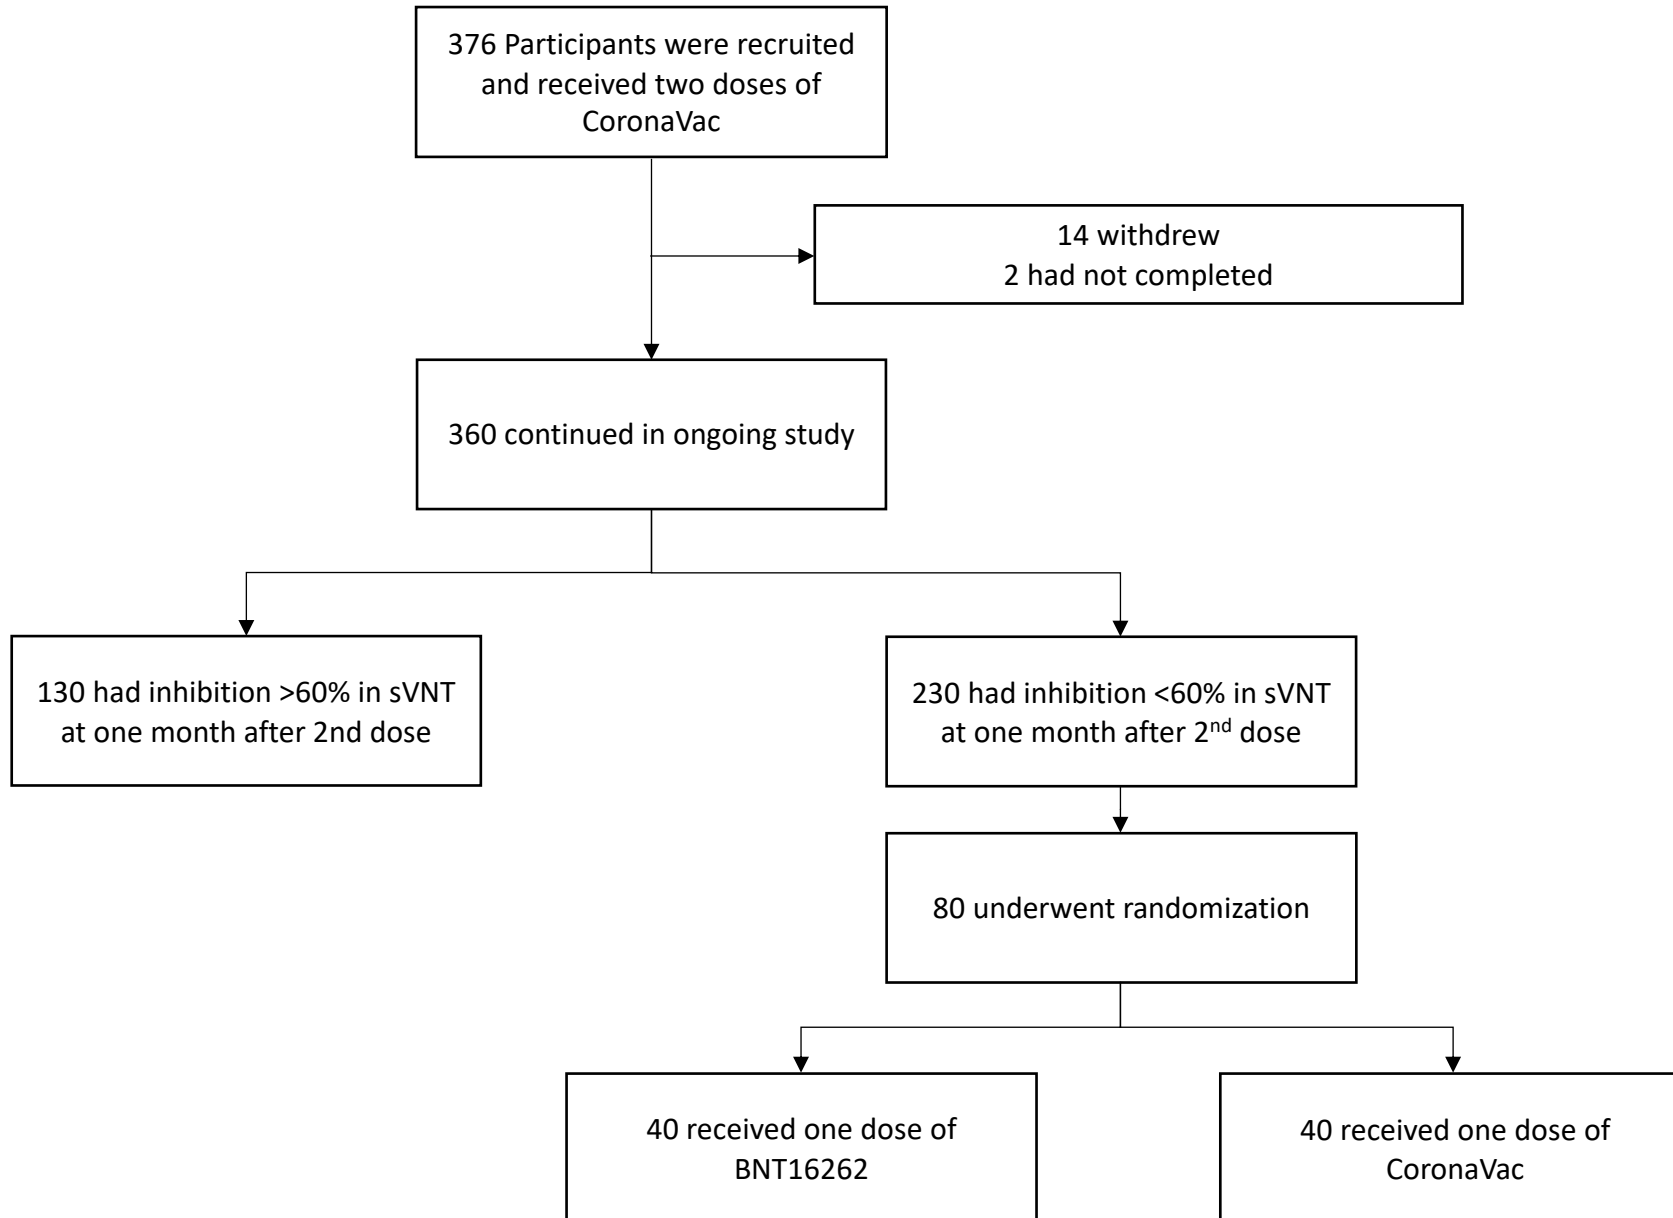 376 Participants were recruited
and received two doses of
CoronaVac
14 withdrew
2 had not completed
360 continued in ongoing study
130 had inhibition >60% in sVNT
at one month after 2nd dose
230 had inhibition <60% in sVNT
at one month after 2nd dose
80 underwent randomization
40 received one dose of
BNT16262
40 received one dose of
CoronaVac